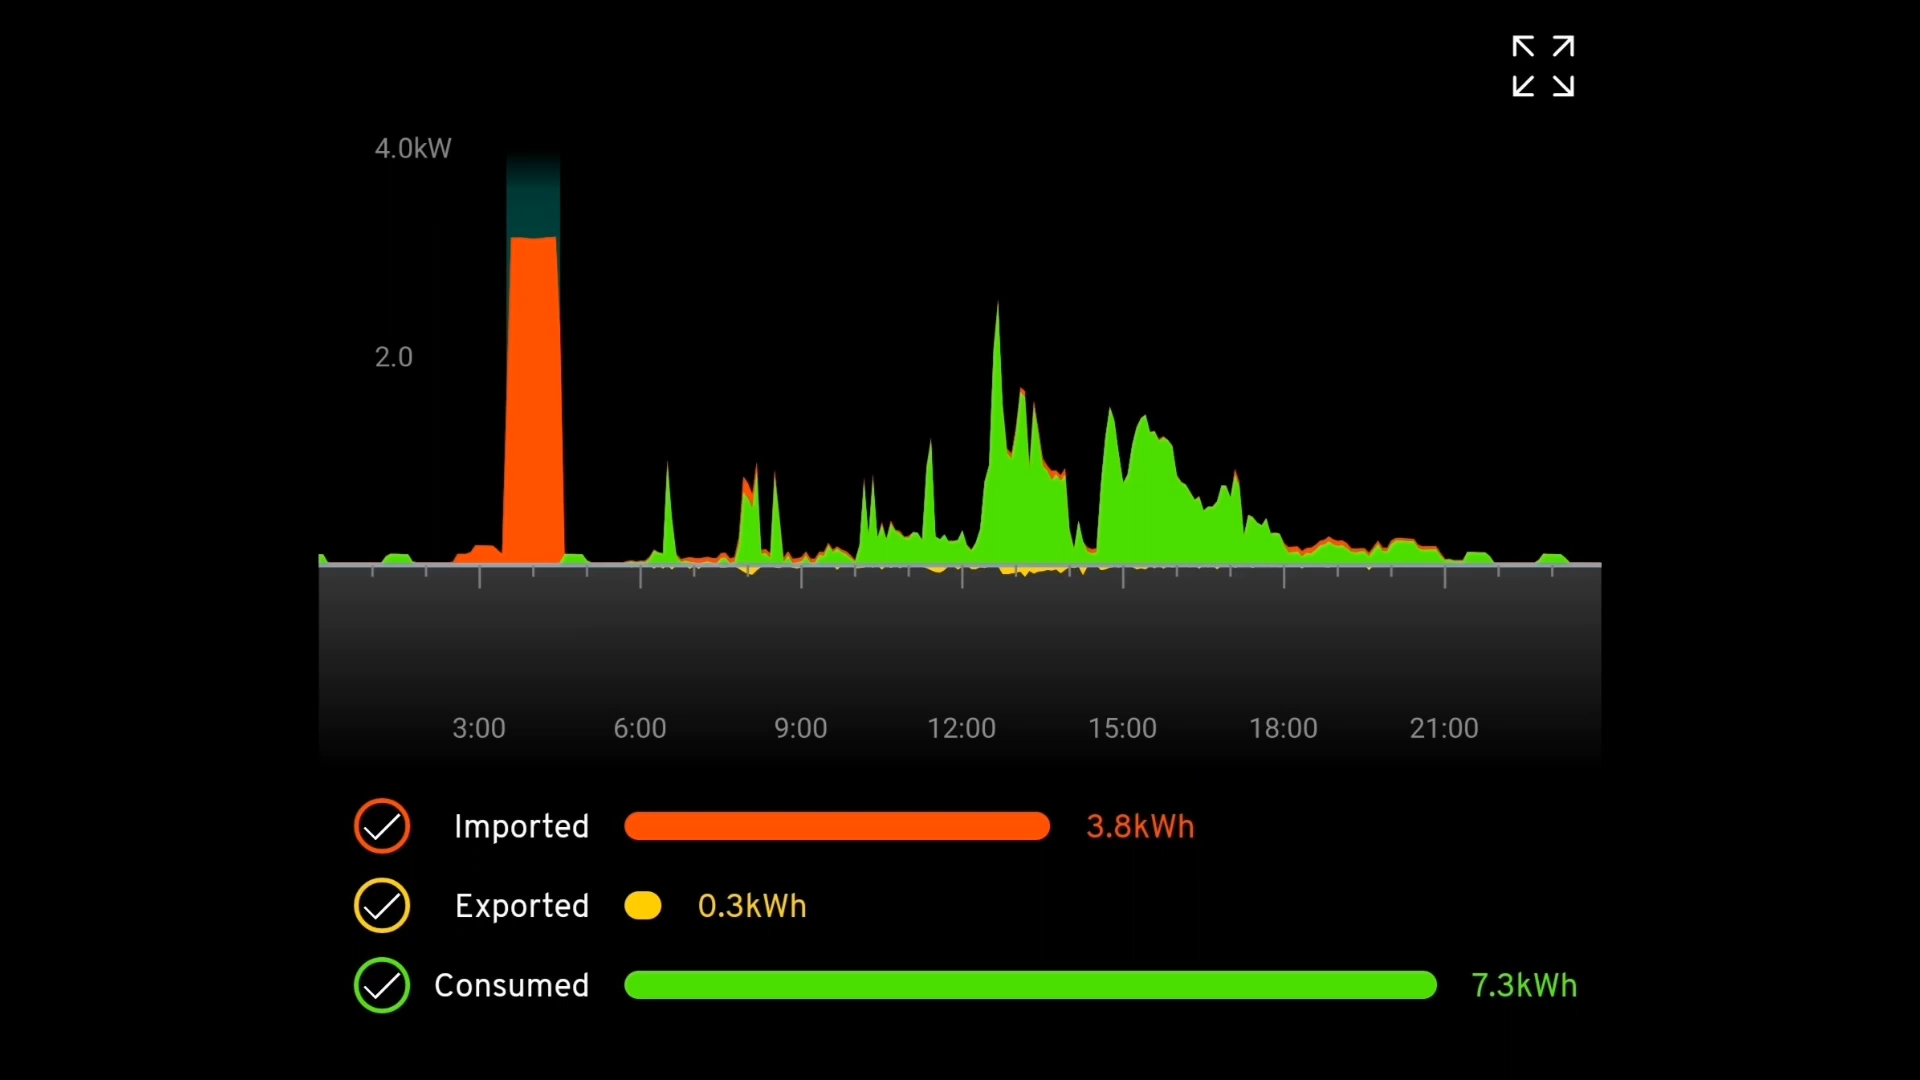 4.0kW
2.0
3:00 6:00 9:00 12:00 15:00 18:00 21:00
Imported 3.8kWh
Exported 0.3kWh
Consumed 7.3kWh